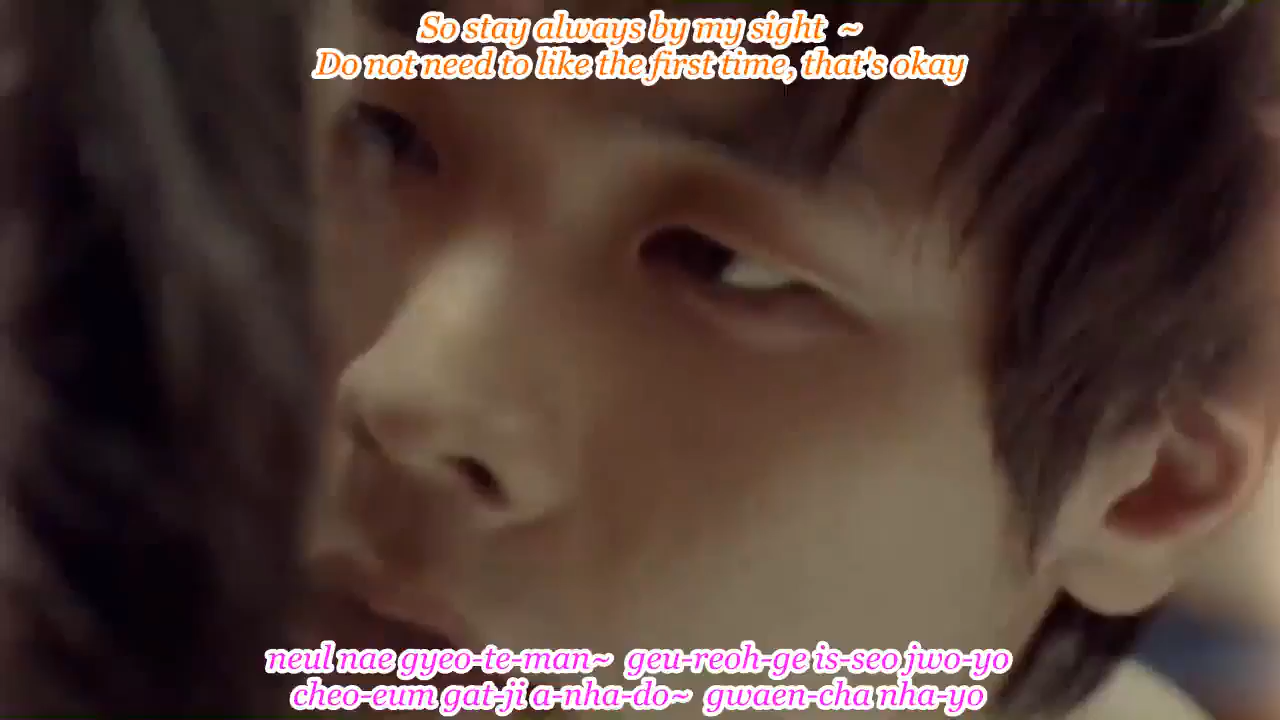 So stay always by my sight ~
Do not need to like the first time, that's okay
neul nae gyeo-te-man~ geu-reoh-ge is-seo jwo-yo
cheo-eum gat-ji a-nha-do~ gwaen-cha nha-yo